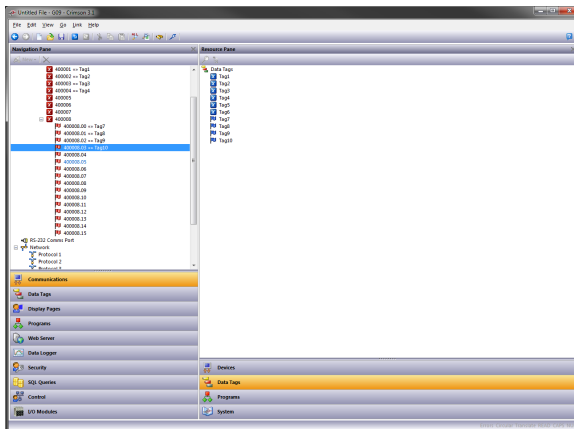 Untitled File - G09 - Crimson 3.1
File Edit View Go Link Help
Navigation Pane
Resource Pane
400001 == Tag1
400002 == Tag2
400003 == Tag3
400004 == Tag4
400005
400006
400007
400008
400008.00 == Tag7
400008.01 == Tag8
400008.02 == Tag9
400008.03 == Tag10
400008.04
400008.05
400008.06
400008.07
400008.08
400008.09
400008.10
400008.11
400008.12
400008.13
400008.14
400008.15
RS-232 Comms Port
Network
Protocol 1
Protocol 2
Communications
Data Tags
Display Pages
Programs
Web Server
Data Logger
Security
SQL Queries
Control
I/O Modules
Data Tags
Tag1
Tag2
Tag3
Tag4
Tag5
Tag6
Tag7
Tag8
Tag9
Tag10
Devices
Data Tags
Programs
System